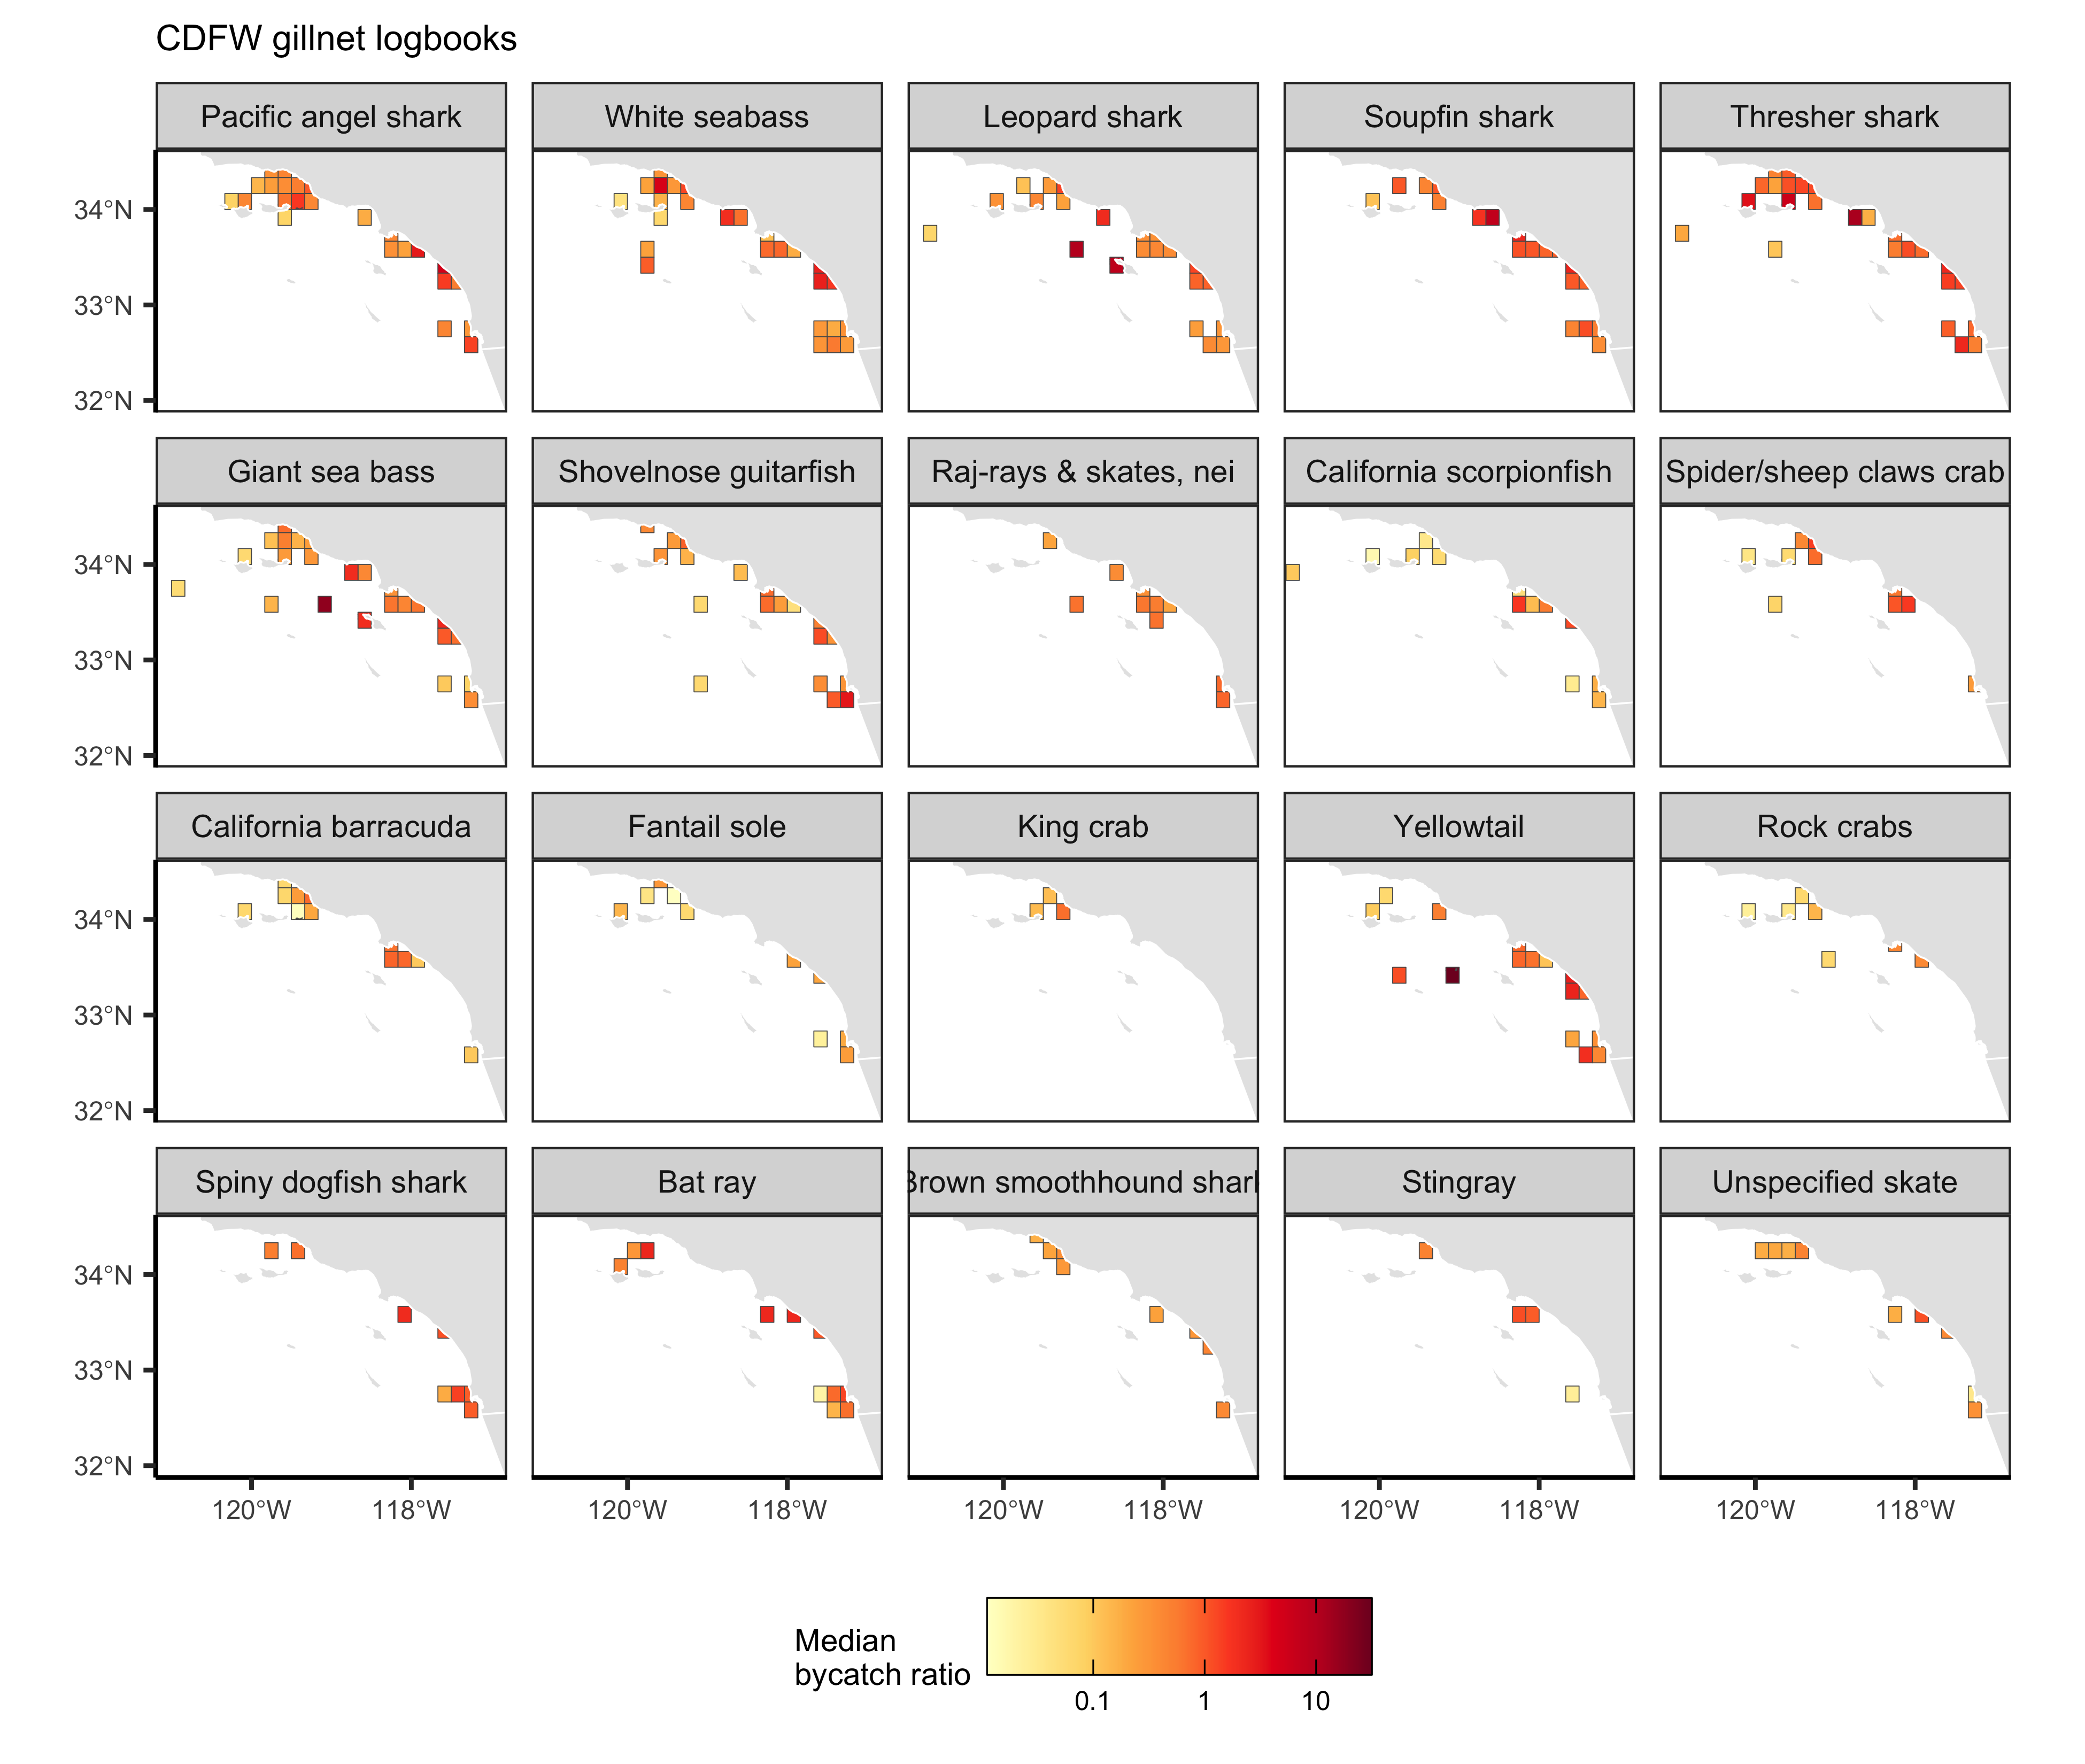 CDFW gillnet logbooks
Pacific angel shark White seabass Leopard shark Soupfin shark Thresher shark
34°N
33°N
32°N
Giant sea bass Shovelnose guitarfish Raj-rays & skates, nei California scorpionfish Spider/sheep claws crab
34°N
33°N
32°N
California barracuda Fantail sole King crab Yellowtail Rock crabs
34°N
33°N
32°N
Spiny dogfish shark Bat ray Brown smoothhound shark Stingray Unspecified skate
34°N
33°N
32°N
120°W 118°W 120°W 118°W 120°W 118°W 120°W 118°W 120°W 118°W
Median
bycatch ratio
0.1 1 10